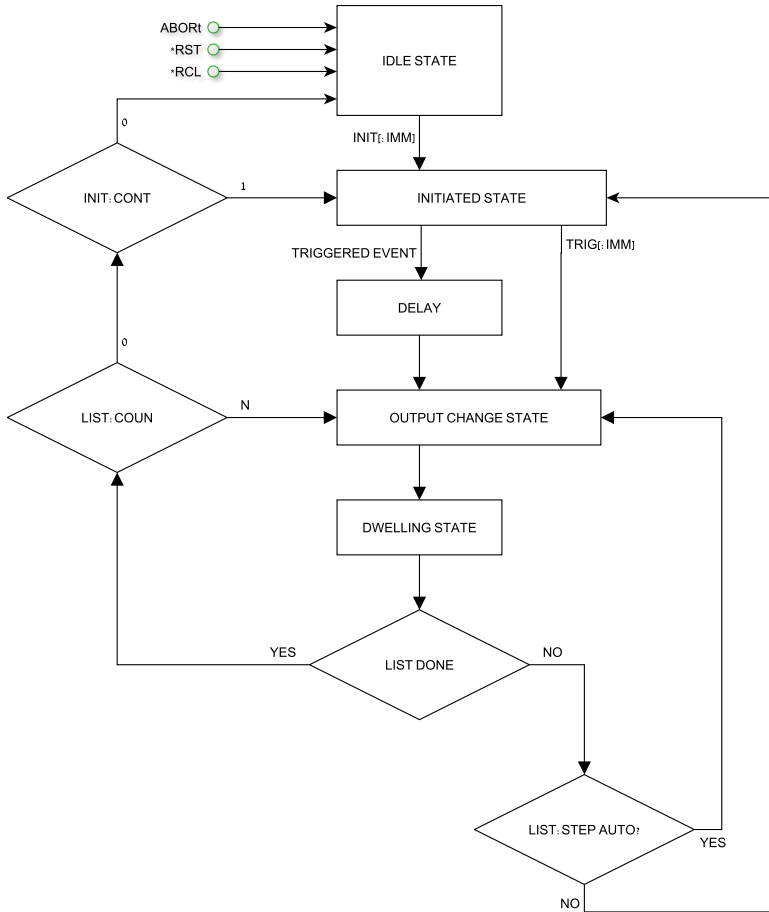 ABORt
*RST
*RCL
IDLE STATE
0
INIT[:IMM]
INIT:CONT
1
INITIATED STATE
TRIGGERED EVENT
TRIG[:IMM]
DELAY
0
LIST:COUN
N
OUTPUT CHANGE STATE
DWELLING STATE
YES
LIST DONE
NO
LIST:STEP AUTO?
YES
NO